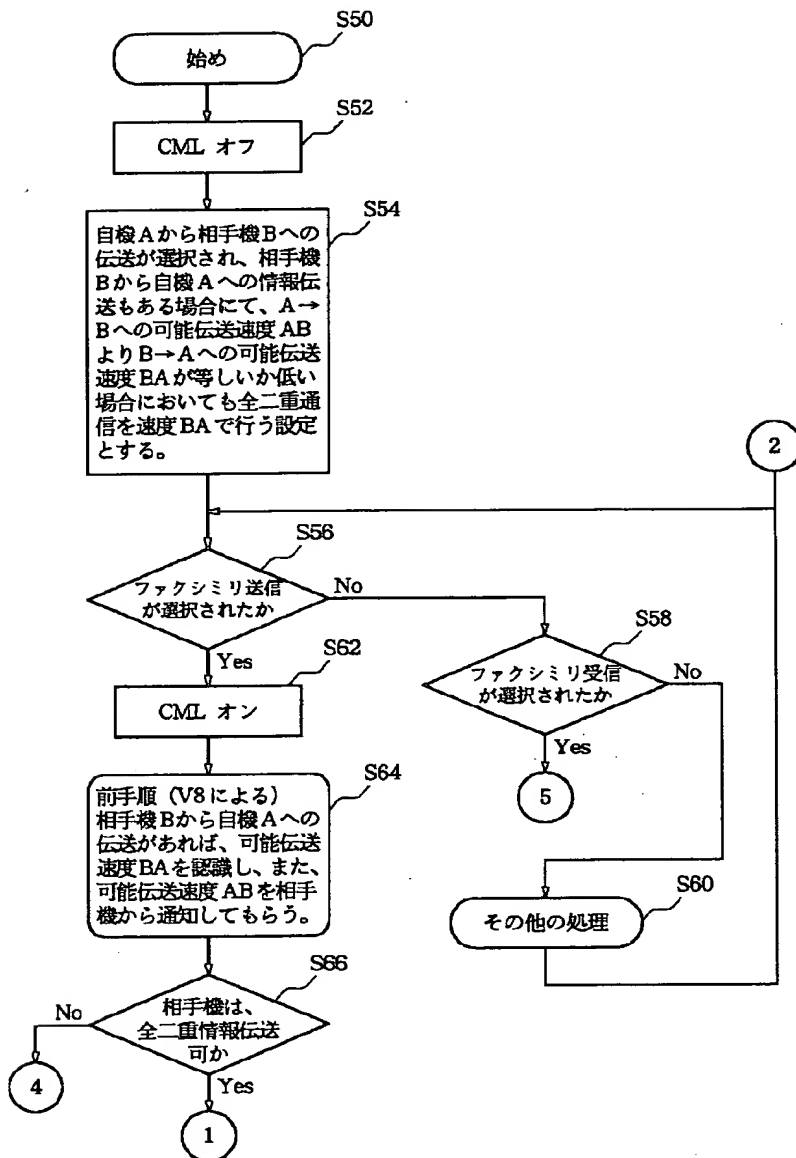 S50
始め
S52
CML オフ
S54
自機Aから相手機Bへの
伝送が選択され、相手機
Bから自機Aへの情報伝
送もある場合にて、A→
Bへの可能伝送速度AB
よりB→Aへの可能伝送
速度BAが等しいか低い
場合においても全二重通
信を速度BAで行う設定
とする。
2
S56
ファクシミリ送信
が選択されたか
No
Yes
S58
ファクシミリ受信
が選択されたか
No
Yes
5
S62
CML オン
S64
前手順（V8による）
相手機Bから自機Aへの
伝送があれば、可能伝送
速度BAを認識し、また、
可能伝送速度ABを相手
機から通知してもらう。
S60
その他の処理
S66
相手機は、
全二重情報伝送
可か
No
4
Yes
1